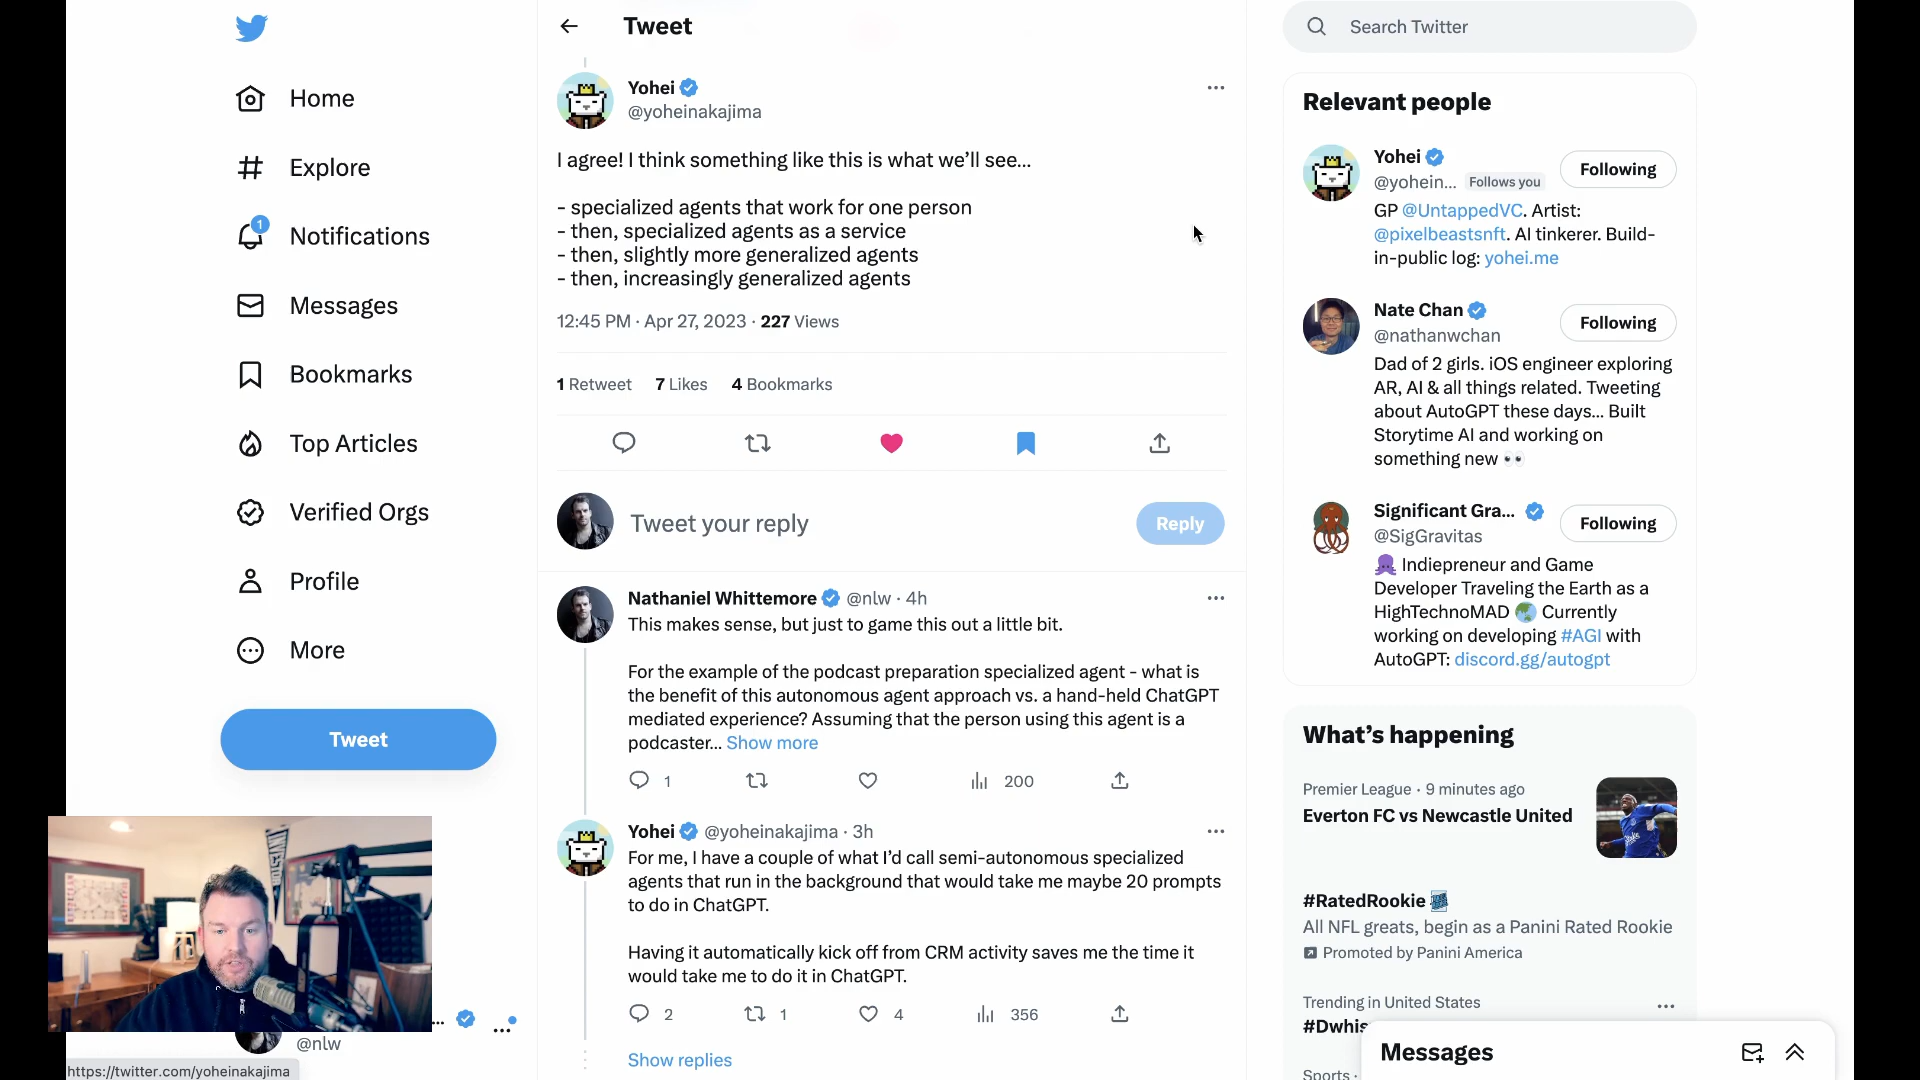 Home
Explore
1
Notifications
Messages
Bookmarks
Top Articles
Verified Orgs
Profile
More
Tweet
@nlw
https://twitter.com/yoheinakajima
Tweet
Yohei
@yoheinakajima
I agree! I think something like this is what we’ll see...
- specialized agents that work for one person
- then, specialized agents as a service
- then, slightly more generalized agents
- then, increasingly generalized agents
12:45 PM · Apr 27, 2023 · 227 Views
1 Retweet 7 Likes 4 Bookmarks
Tweet your reply
Reply
Nathaniel Whittemore @nlw · 4h
This makes sense, but just to game this out a little bit.
For the example of the podcast preparation specialized agent - what is
the benefit of this autonomous agent approach vs. a hand-held ChatGPT
mediated experience? Assuming that the person using this agent is a
podcaster... Show more
1 200
Yohei @yoheinakajima · 3h
For me, I have a couple of what I’d call semi-autonomous specialized
agents that run in the background that would take me maybe 20 prompts
to do in ChatGPT.
Having it automatically kick off from CRM activity saves me the time it
would take me to do it in ChatGPT.
2 1 4 356
Show replies
Search Twitter
Relevant people
Yohei
@yohein... Follows you
Following
GP @UntappedVC. Artist:
@pixelbeastsnft. AI tinkerer. Build-
in-public log: yohei.me
Nate Chan
@nathanwchan
Following
Dad of 2 girls. iOS engineer exploring
AR, AI & all things related. Tweeting
about AutoGPT these days... Built
Storytime AI and working on
something new
Significant Gra...
@SigGravitas
Following
Indiepreneur and Game
Developer Traveling the Earth as a
HighTechnoMAD Currently
working on developing #AGI with
AutoGPT: discord.gg/autogpt
What’s happening
Premier League · 9 minutes ago
Everton FC vs Newcastle United
#RatedRookie
All NFL greats, begin as a Panini Rated Rookie
Promoted by Panini America
Trending in United States
#Dwhis
Sports ·
Messages